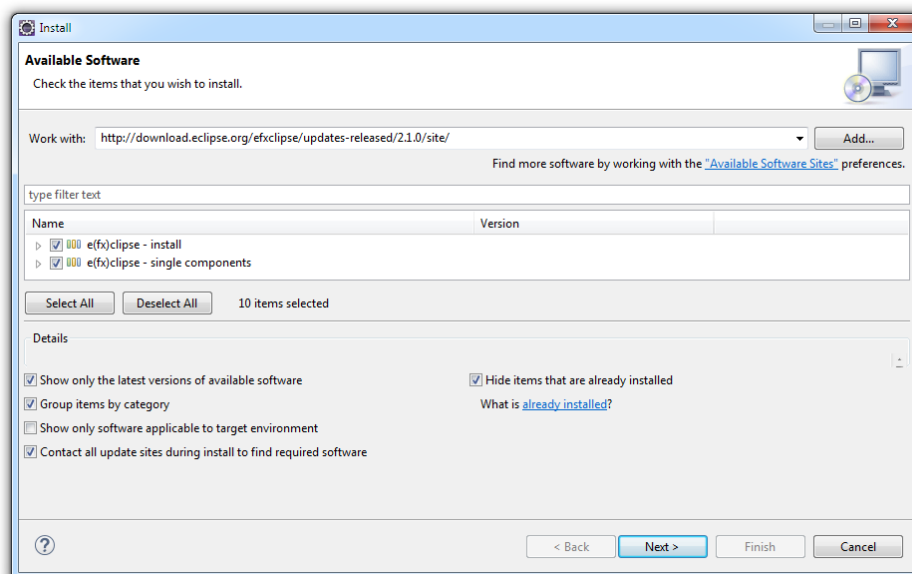 Install
Available Software
Check the items that you wish to install.
Work with: http://download.eclipse.org/efxclipse/updates-released/2.1.0/site/ Add...
Find more software by working with the "Available Software Sites" preferences.
type filter text
Name Version
e(fx)clipse - install
e(fx)clipse - single components
Select All Deselect All 10 items selected
Details
Show only the latest versions of available software Hide items that are already installed
Group items by category What is already installed?
Show only software applicable to target environment
Contact all update sites during install to find required software
? < Back Next > Finish Cancel